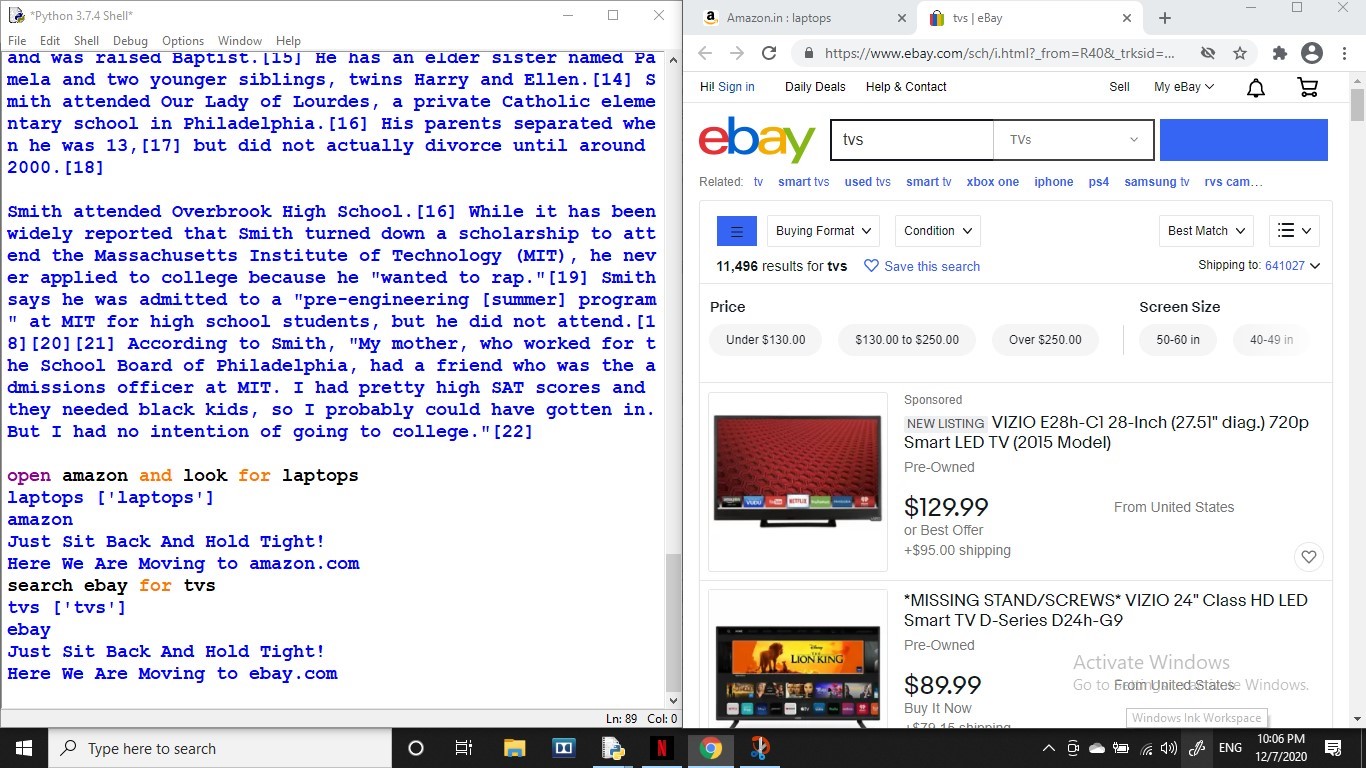 *Python 3.7.4 Shell*
File Edit Shell Debug Options Window Help
and was raised Baptist.[15] He has an elder sister named Pa
mela and two younger siblings, twins Harry and Ellen.[14] S
mith attended Our Lady of Lourdes, a private Catholic eleme
ntary school in Philadelphia.[16] His parents separated whe
n he was 13,[17] but did not actually divorce until around
2000.[18]
Smith attended Overbrook High School.[16] While it has been
widely reported that Smith turned down a scholarship to att
end the Massachusetts Institute of Technology (MIT), he nev
er applied to college because he "wanted to rap."[19] Smith
says he was admitted to a "pre-engineering [summer] program
" at MIT for high school students, but he did not attend.[1
8][20][21] According to Smith, "My mother, who worked for t
he School Board of Philadelphia, had a friend who was the a
dmissions officer at MIT. I had pretty high SAT scores and
they needed black kids, so I probably could have gotten in.
But I had no intention of going to college."[22]
open amazon and look for laptops
laptops ['laptops']
amazon
Just Sit Back And Hold Tight!
Here We Are Moving to amazon.com
search ebay for tvs
tvs ['tvs']
ebay
Just Sit Back And Hold Tight!
Here We Are Moving to ebay.com
Ln: 89 Col: 0
Amazon.in : laptops
tvs | eBay
https://www.ebay.com/sch/i.html?_from=R40&_trksid=...
Hi! Sign in Daily Deals Help & Contact Sell My eBay
ebay tvs TVs
Related: tv smart tvs used tvs smart tv xbox one iphone ps4 samsung tv rvs cam…
Buying Format Condition Best Match
11,496 results for tvs Save this search Shipping to: 641027
Price Screen Size
Under $130.00 $130.00 to $250.00 Over $250.00 50-60 in 40-49 in
Sponsored
NEW LISTING VIZIO E28h-C1 28-Inch (27.51" diag.) 720p
Smart LED TV (2015 Model)
Pre-Owned
$129.99 From United States
or Best Offer
+$95.00 shipping
*MISSING STAND/SCREWS* VIZIO 24" Class HD LED
Smart TV D-Series D24h-G9
Pre-Owned
$89.99 From United States
Buy It Now
+$79.15 shipping
NETFLIX
Disney
THE LION KING
Activate Windows
Go to Settings to activate Windows.
Windows Ink Workspace
Type here to search
ENG
10:06 PM
12/7/2020